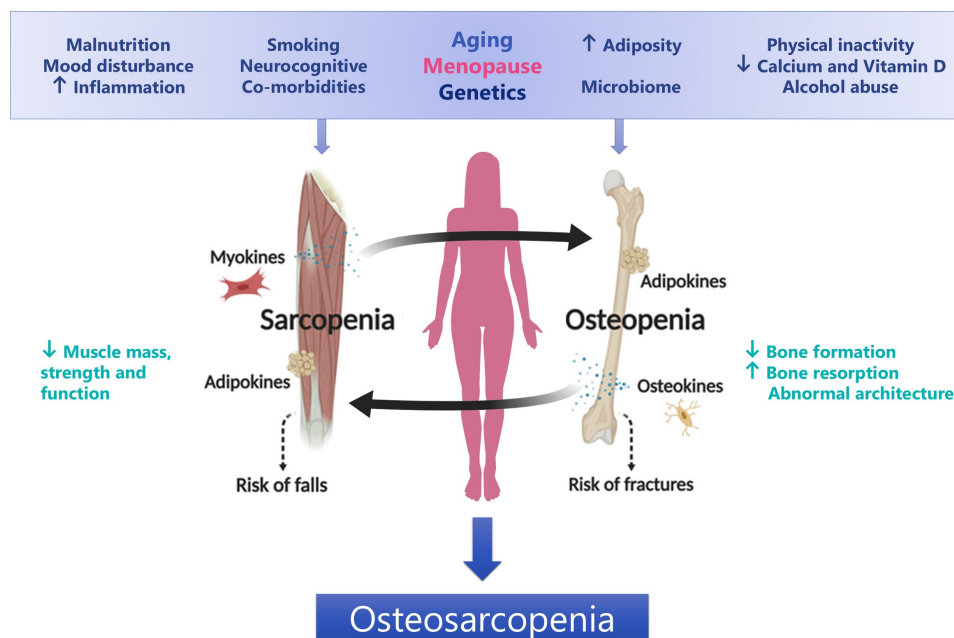 Malnutrition
Mood disturbance
↑ Inflammation
Smoking
Neurocognitive
Co-morbidities
Aging
Menopause
Genetics
↑ Adiposity
Microbiome
Physical inactivity
↓ Calcium and Vitamin D
Alcohol abuse
Myokines
Adipokines
Sarcopenia
Osteopenia
↓ Muscle mass,
strength and
function
Adipokines
Osteokines
↓ Bone formation
↑ Bone resorption
Abnormal architecture
Risk of falls
Risk of fractures
Osteosarcopenia